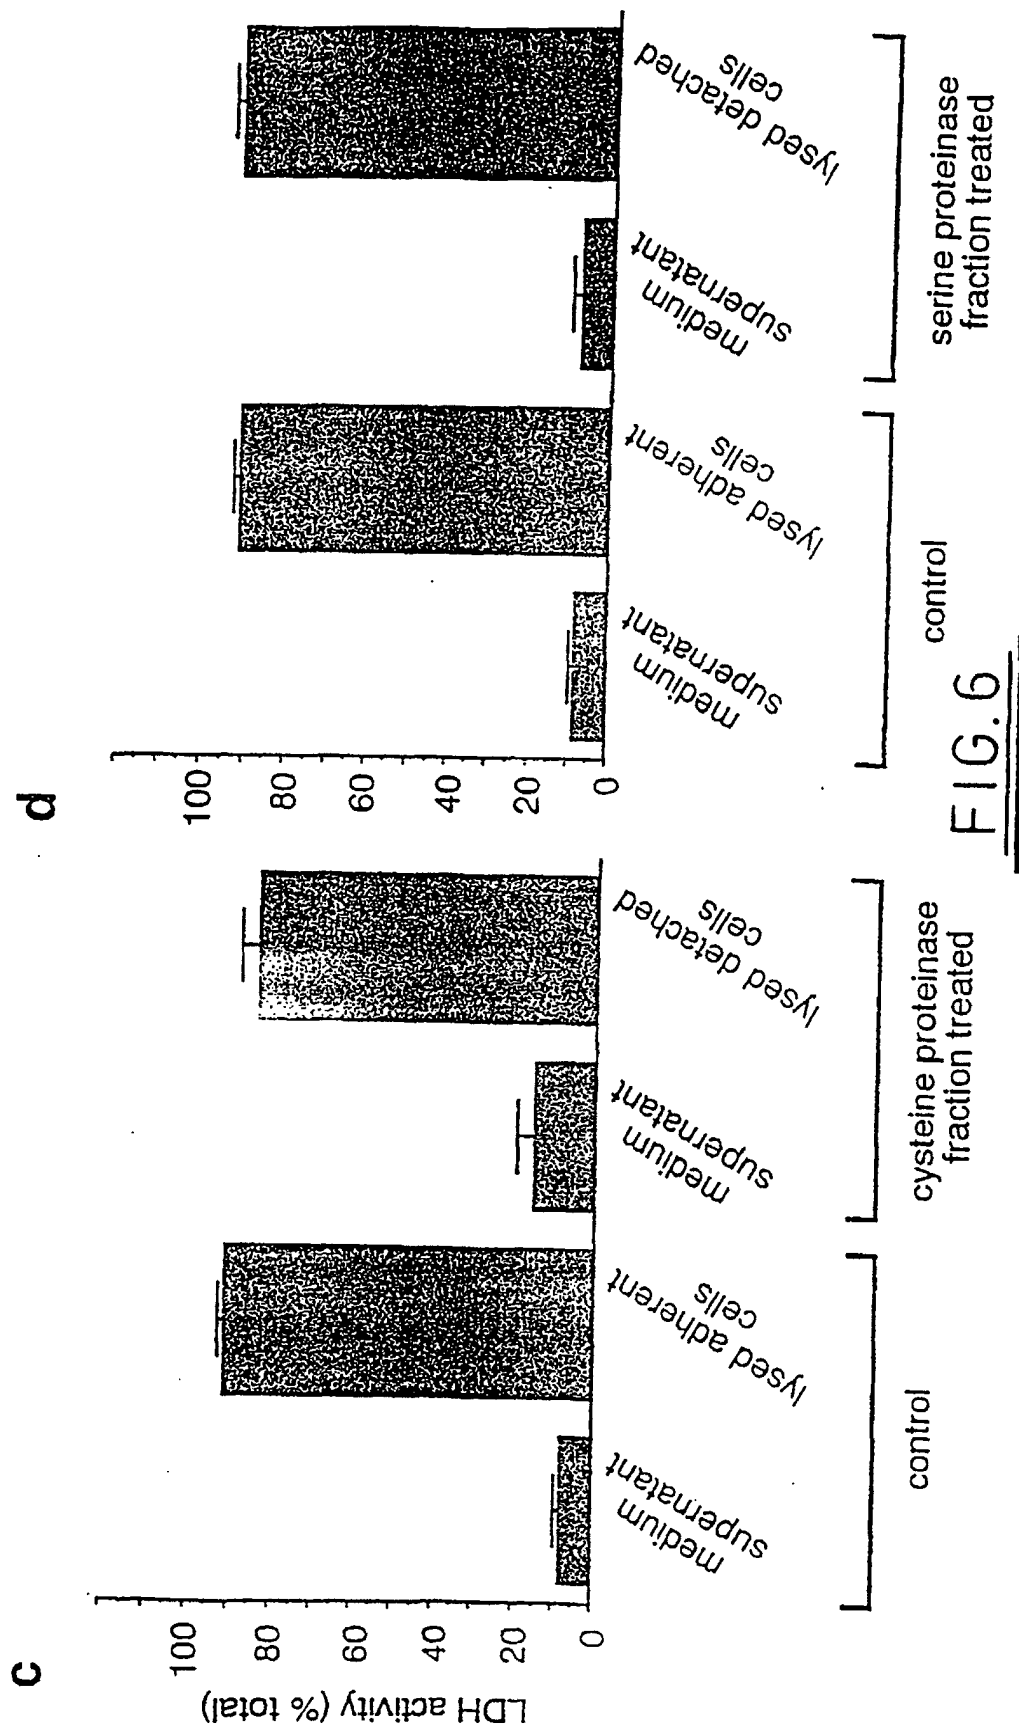 c
LDH activity (% total)
100
80
60
40
20
0
medium
supernatant
lysed adherent
cells
medium
supernatant
lysed detached
cells
control
cysteine proteinase
fraction treated
d
100
80
60
40
20
0
medium
supernatant
lysed adherent
cells
medium
supernatant
lysed detached
cells
control
serine proteinase
fraction treated
FIG. 6